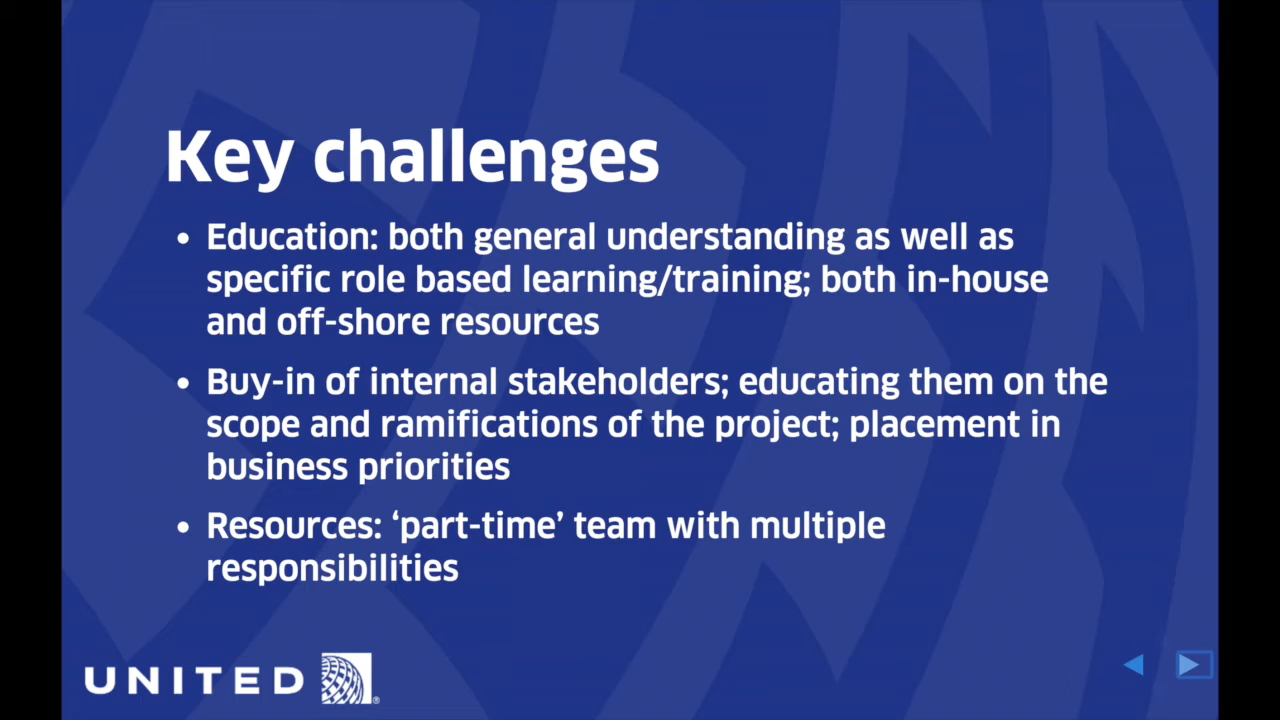 Key challenges
• Education: both general understanding as well as
specific role based learning/training; both in-house
and off-shore resources
• Buy-in of internal stakeholders; educating them on the
scope and ramifications of the project; placement in
business priorities
• Resources: ‘part-time’ team with multiple
responsibilities
UNITED ®